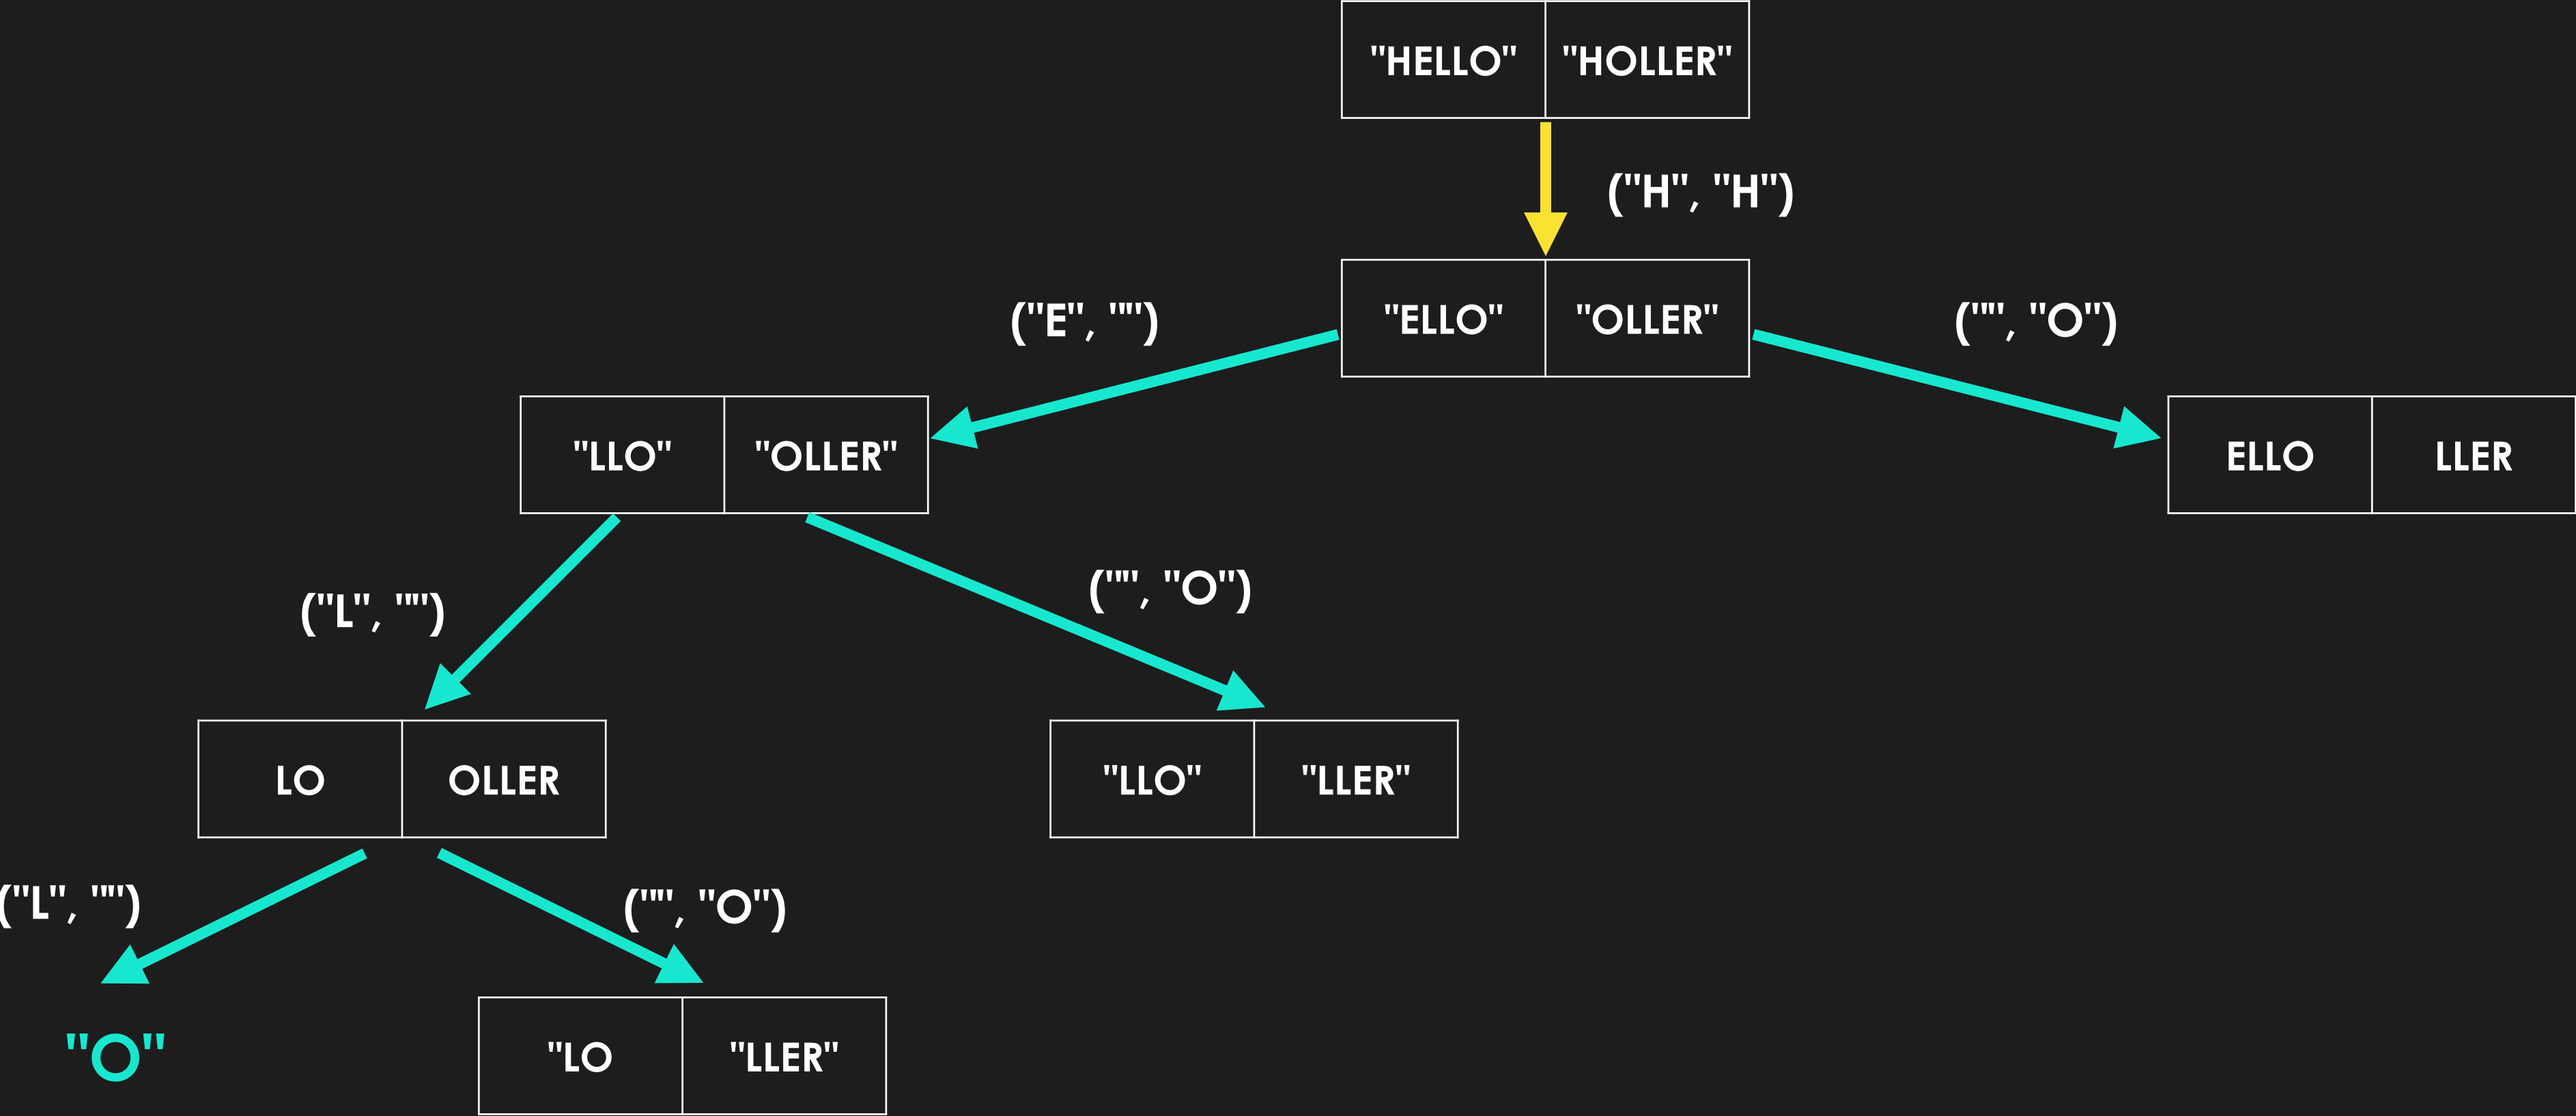 "HELLO" "HOLLER"
("H", "H")
("E", "")
"ELLO" "OLLER"
("", "O")
"LLO" "OLLER"
ELLO LLER
("L", "")
("", "O")
LO OLLER
"LLO" "LLER"
("L", "")
("", "O")
"O"
"LO "LLER"